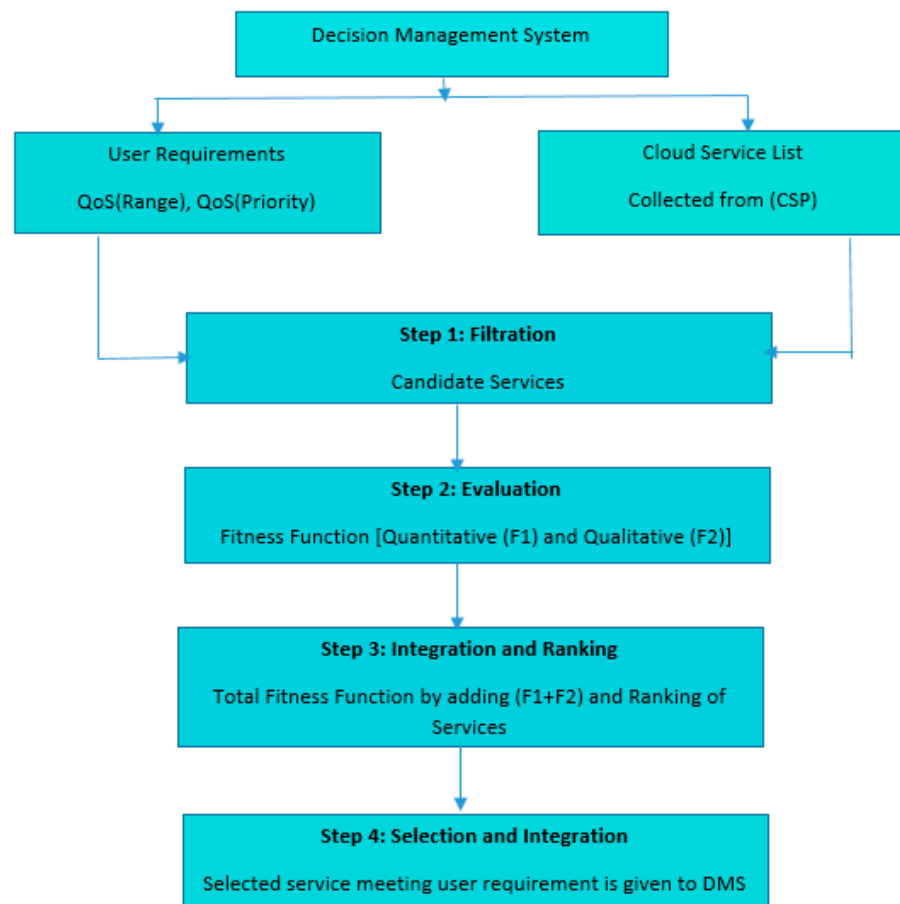 Decision Management System
User Requirements
QoS(Range), QoS(Priority)
Cloud Service List
Collected from (CSP)
Step 1: Filtration
Candidate Services
Step 2: Evaluation
Fitness Function [Quantitative (F1) and Qualitative (F2)]
Step 3: Integration and Ranking
Total Fitness Function by adding (F1+F2) and Ranking of
Services
Step 4: Selection and Integration
Selected service meeting user requirement is given to DMS